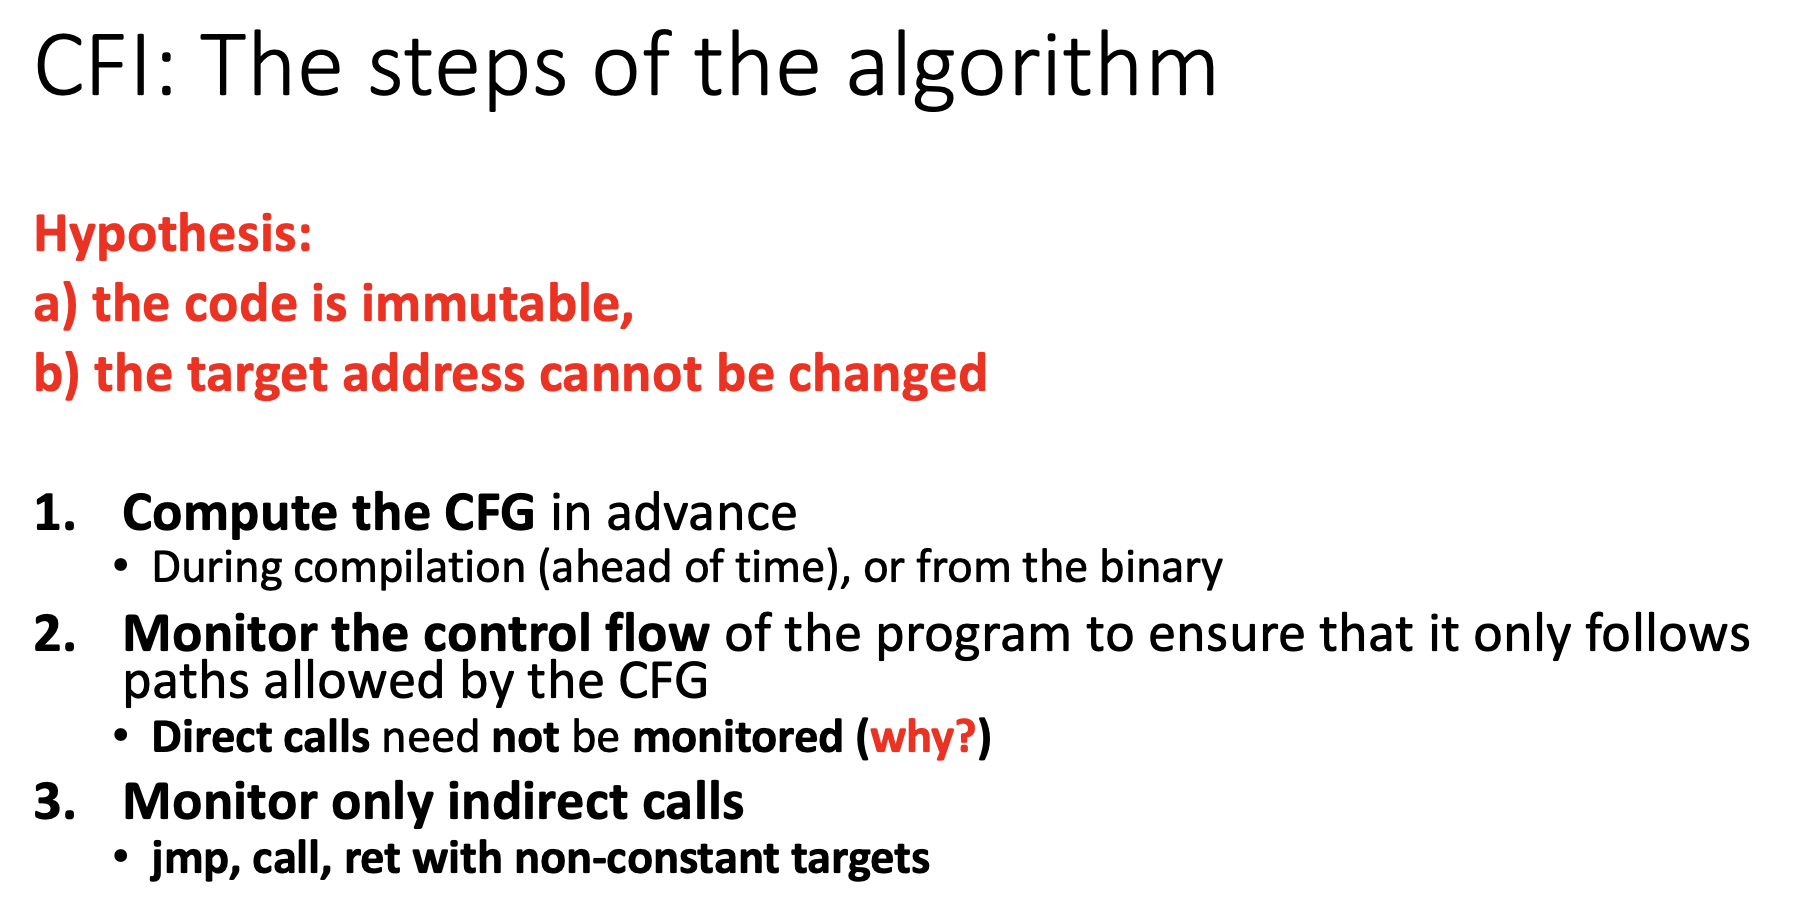 CFI: The steps of the algorithm
Hypothesis:
a) the code is immutable,
b) the target address cannot be changed
1. Compute the CFG in advance
• During compilation (ahead of time), or from the binary
2. Monitor the control flow of the program to ensure that it only follows
paths allowed by the CFG
• Direct calls need not be monitored (why?)
3. Monitor only indirect calls
• jmp, call, ret with non-constant targets